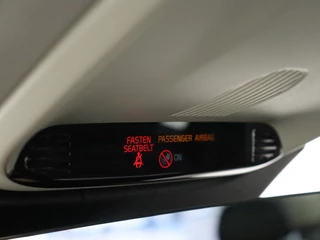 FASTEN PASSENGER AIRBAG
SEATBELT
ON